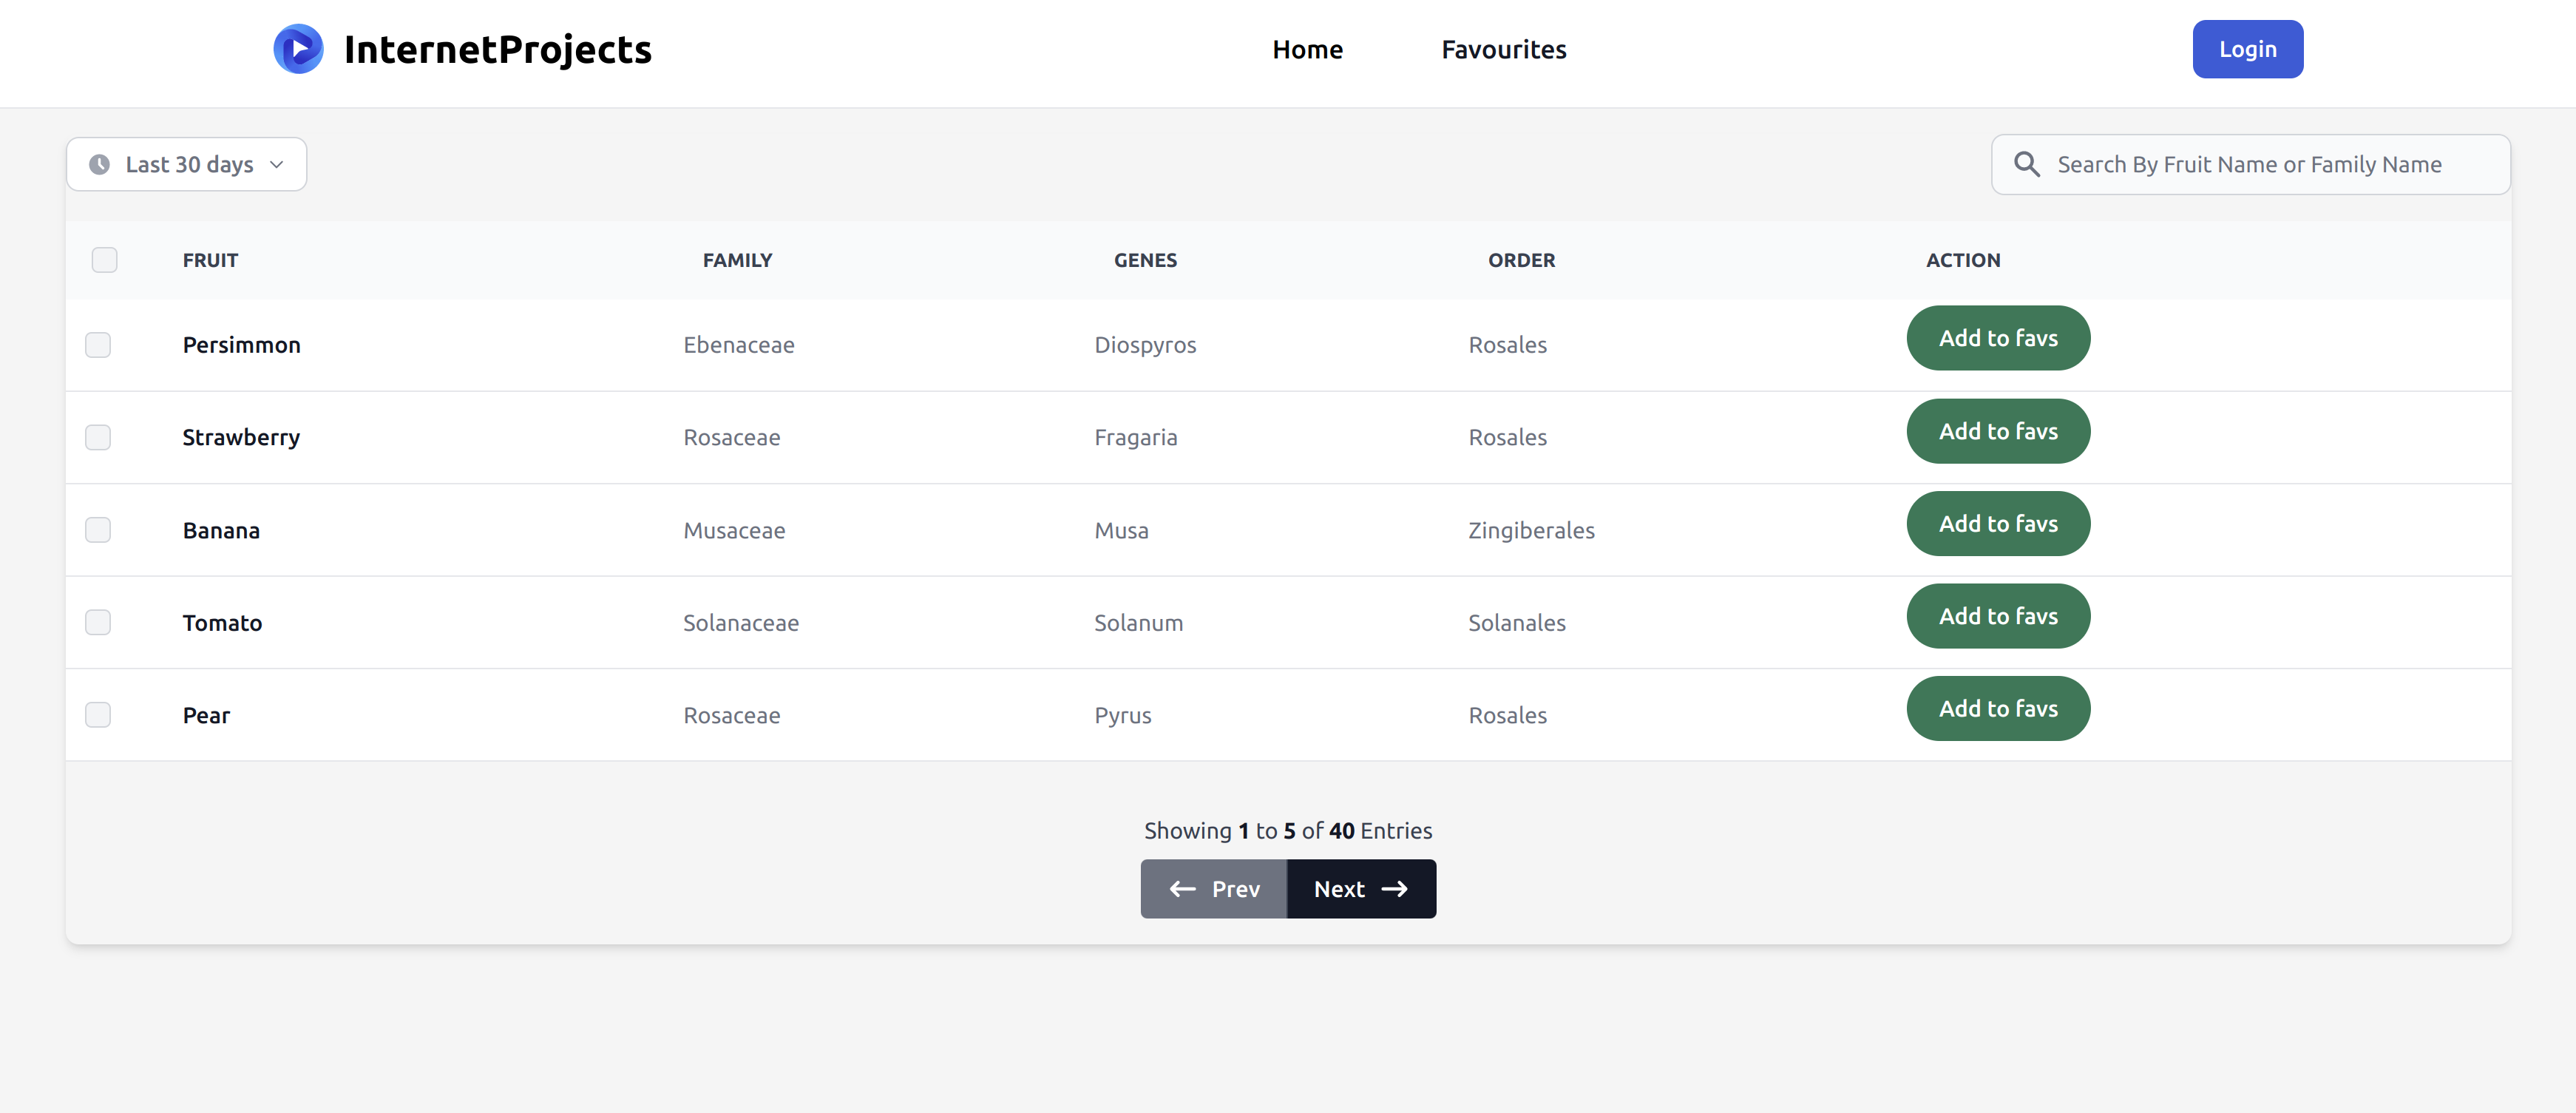 InternetProjects Home Favourites Login
Last 30 days Search By Fruit Name or Family Name
FRUIT FAMILY GENES ORDER ACTION
Persimmon Ebenaceae Diospyros Rosales Add to favs
Strawberry Rosaceae Fragaria Rosales Add to favs
Banana Musaceae Musa Zingiberales Add to favs
Tomato Solanaceae Solanum Solanales Add to favs
Pear Rosaceae Pyrus Rosales Add to favs
Showing 1 to 5 of 40 Entries
Prev Next